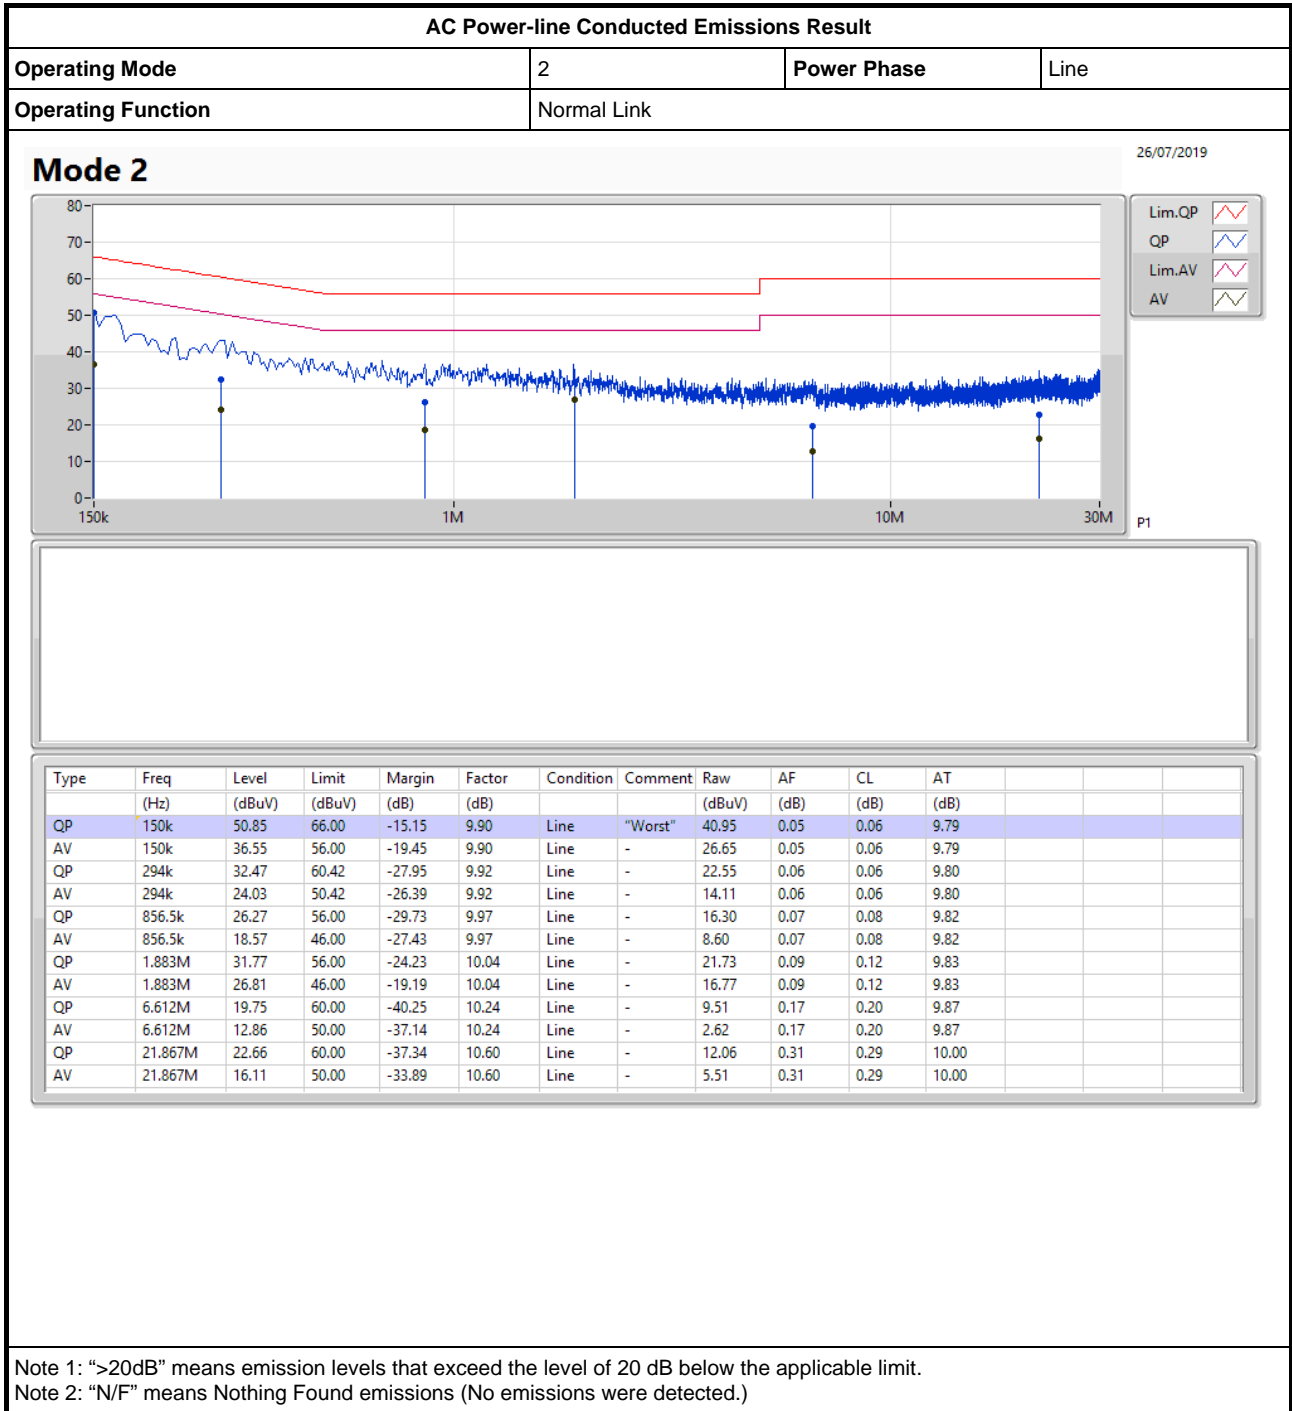 AC Power-line Conducted Emissions Result
Operating Mode 2 Power Phase Line
Operating Function Normal Link
Mode 2
26/07/2019
80
70
60
50
40
30
20
10
0
150k 1M 10M 30M
Lim.QP
QP
Lim.AV
AV
P1
Type Freq Level Limit Margin Factor Condition Comment Raw AF CL AT
(Hz) (dBuV) (dBuV) (dB) (dB) (dBuV) (dB) (dB) (dB)
QP 150k 50.85 66.00 -15.15 9.90 Line "Worst" 40.95 0.05 0.06 9.79
AV 150k 36.55 56.00 -19.45 9.90 Line - 26.65 0.05 0.06 9.79
QP 294k 32.47 60.42 -27.95 9.92 Line - 22.55 0.06 0.06 9.80
AV 294k 24.03 50.42 -26.39 9.92 Line - 14.11 0.06 0.06 9.80
QP 856.5k 26.27 56.00 -29.73 9.97 Line - 16.30 0.07 0.08 9.82
AV 856.5k 18.57 46.00 -27.43 9.97 Line - 8.60 0.07 0.08 9.82
QP 1.883M 31.77 56.00 -24.23 10.04 Line - 21.73 0.09 0.12 9.83
AV 1.883M 26.81 46.00 -19.19 10.04 Line - 16.77 0.09 0.12 9.83
QP 6.612M 19.75 60.00 -40.25 10.24 Line - 9.51 0.17 0.20 9.87
AV 6.612M 12.86 50.00 -37.14 10.24 Line - 2.62 0.17 0.20 9.87
QP 21.867M 22.66 60.00 -37.34 10.60 Line - 12.06 0.31 0.29 10.00
AV 21.867M 16.11 50.00 -33.89 10.60 Line - 5.51 0.31 0.29 10.00
Note 1: “>20dB” means emission levels that exceed the level of 20 dB below the applicable limit.
Note 2: “N/F” means Nothing Found emissions (No emissions were detected.)